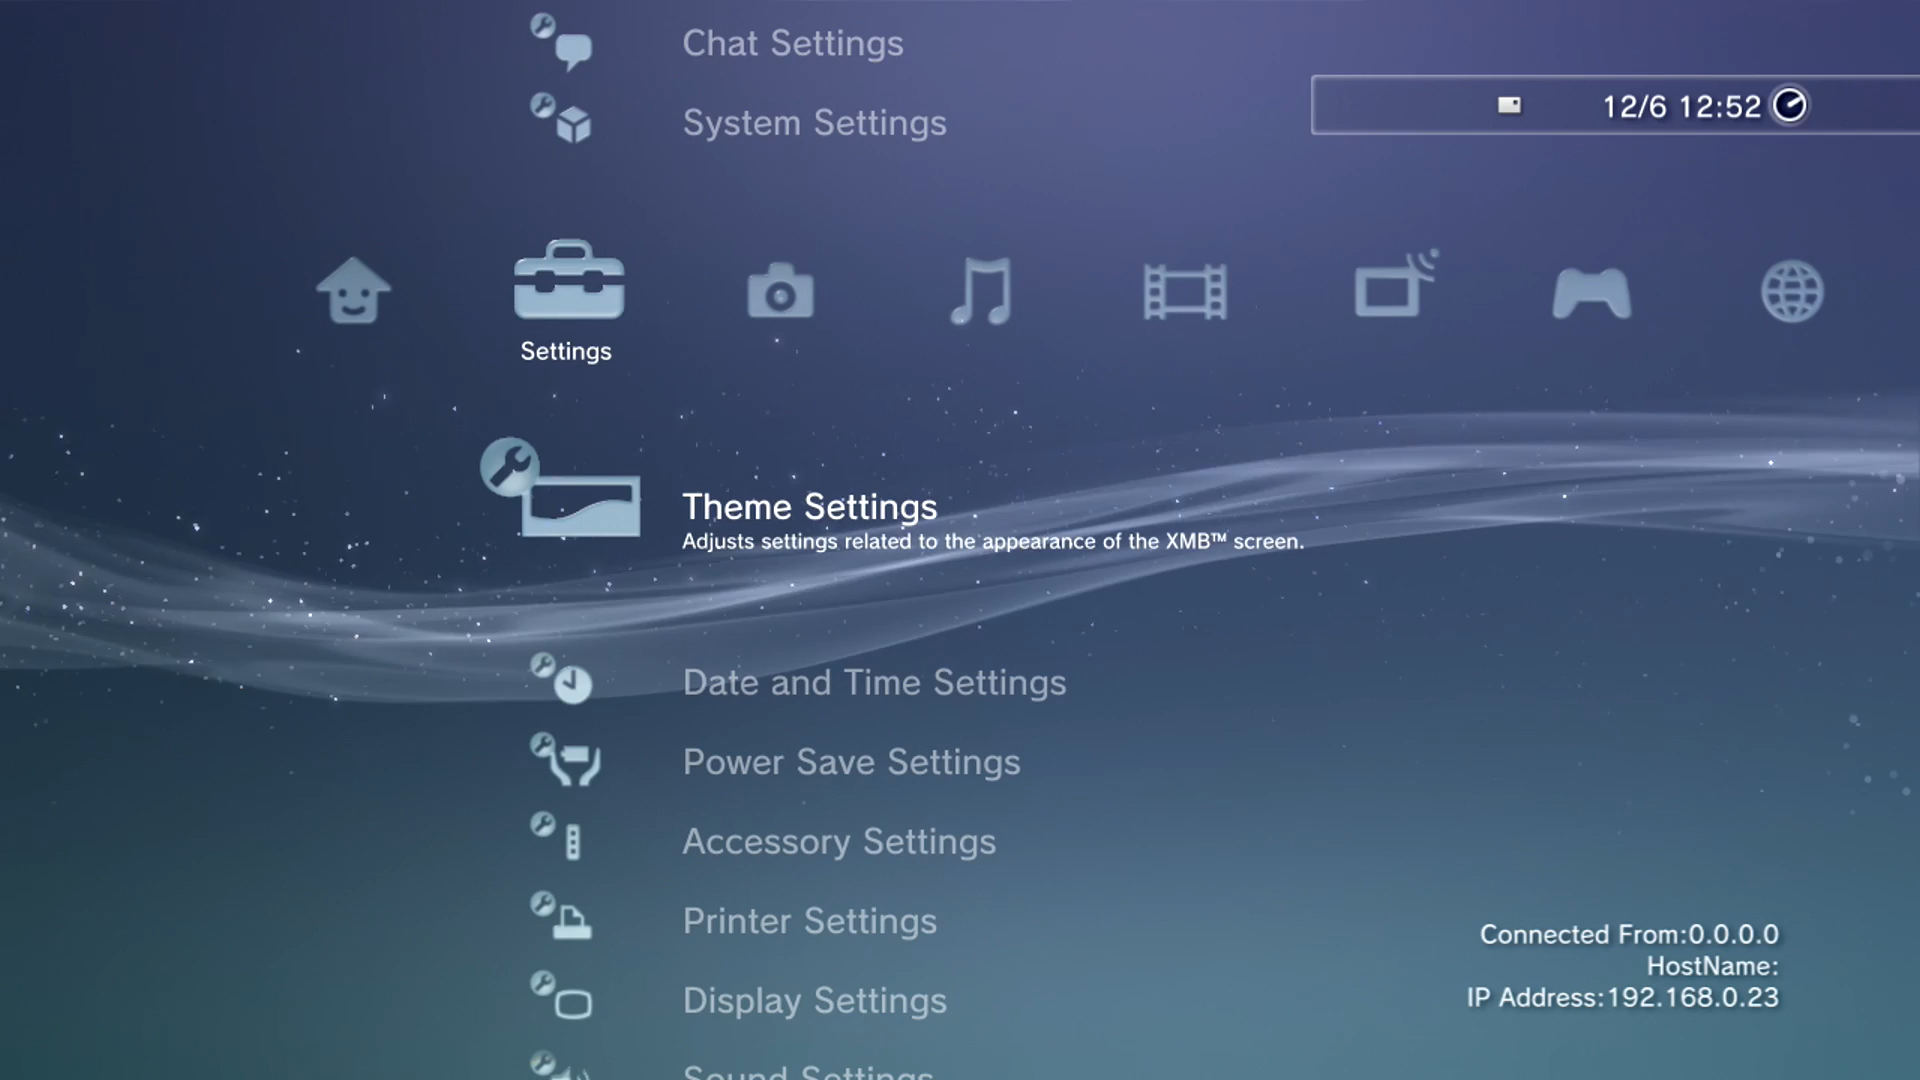 Chat Settings
System Settings
12/6 12:52
Settings
Theme Settings
Adjusts settings related to the appearance of the XMB™ screen.
Date and Time Settings
Power Save Settings
Accessory Settings
Printer Settings
Display Settings
Sound Settings
Connected From:0.0.0.0
HostName:
IP Address:192.168.0.23